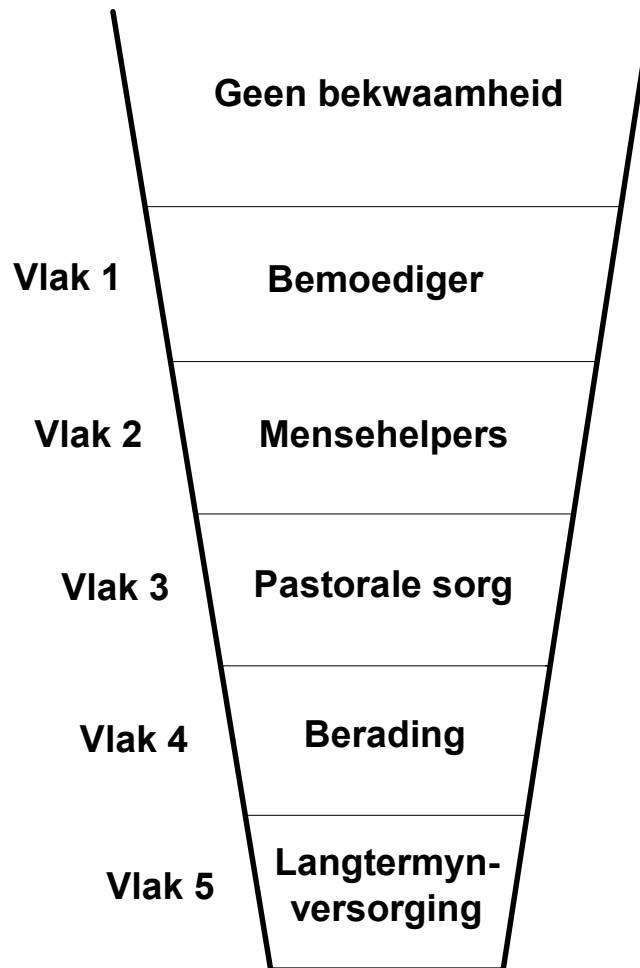 Geen bekwaamheid
Vlak 1 Bemoediger
Vlak 2 Mensehelpers
Vlak 3 Pastorale sorg
Vlak 4 Berading
Vlak 5 Langtermyn-
versorging